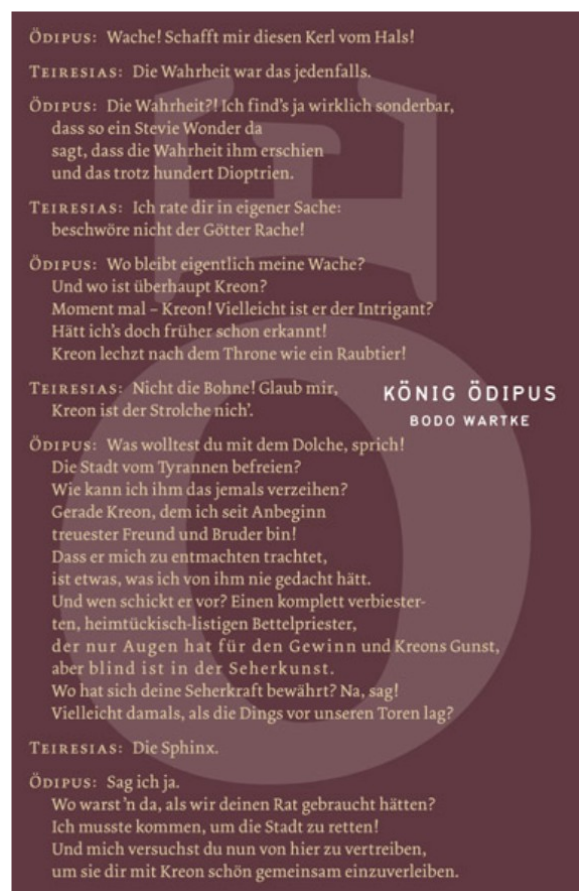 ÖDIPUS: Wache! Schafft mir diesen Kerl vom Hals!
TEIRESIAS: Die Wahrheit war das jedenfalls.
ÖDIPUS: Die Wahrheit?! Ich find's ja wirklich sonderbar,
dass so ein Stevie Wonder da
sagt, dass die Wahrheit ihm erschien
und das trotz hundert Dioptrien.
TEIRESIAS: Ich rate dir in eigener Sache:
beschwöre nicht der Götter Rache!
ÖDIPUS: Wo bleibt eigentlich meine Wache?
Und wo ist überhaupt Kreon?
Moment mal – Kreon! Vielleicht ist er der Intrigant?
Hätt ich's doch früher schon erkannt!
Kreon lechzt nach dem Throne wie ein Raubtier!
TEIRESIAS: Nicht die Bohne! Glaub mir,
Kreon ist der Strolche nich'.
KÖNIG ÖDIPUS
BODO WARTKE
ÖDIPUS: Was wolltest du mit dem Dolche, sprich!
Die Stadt vom Tyrannen befreien?
Wie kann ich ihm das jemals verzeihen?
Gerade Kreon, dem ich seit Anbeginn
treuester Freund und Bruder bin!
Dass er mich zu entmachten trachtet,
ist etwas, was ich von ihm nie gedacht hätt.
Und wen schickt er vor? Einen komplett verbiester-
ten, heimtückisch-listigen Bettelpriester,
der nur Augen hat für den Gewinn und Kreons Gunst,
aber blind ist in der Seherkunst.
Wo hat sich deine Seherkraft bewährt? Na, sag!
Vielleicht damals, als die Dings vor unseren Toren lag?
TEIRESIAS: Die Sphinx.
ÖDIPUS: Sag ich ja.
Wo warst'n da, als wir deinen Rat gebraucht hätten?
Ich musste kommen, um die Stadt zu retten!
Und mich versuchst du nun von hier zu vertreiben,
um sie dir mit Kreon schön gemeinsam einzuverleiben.